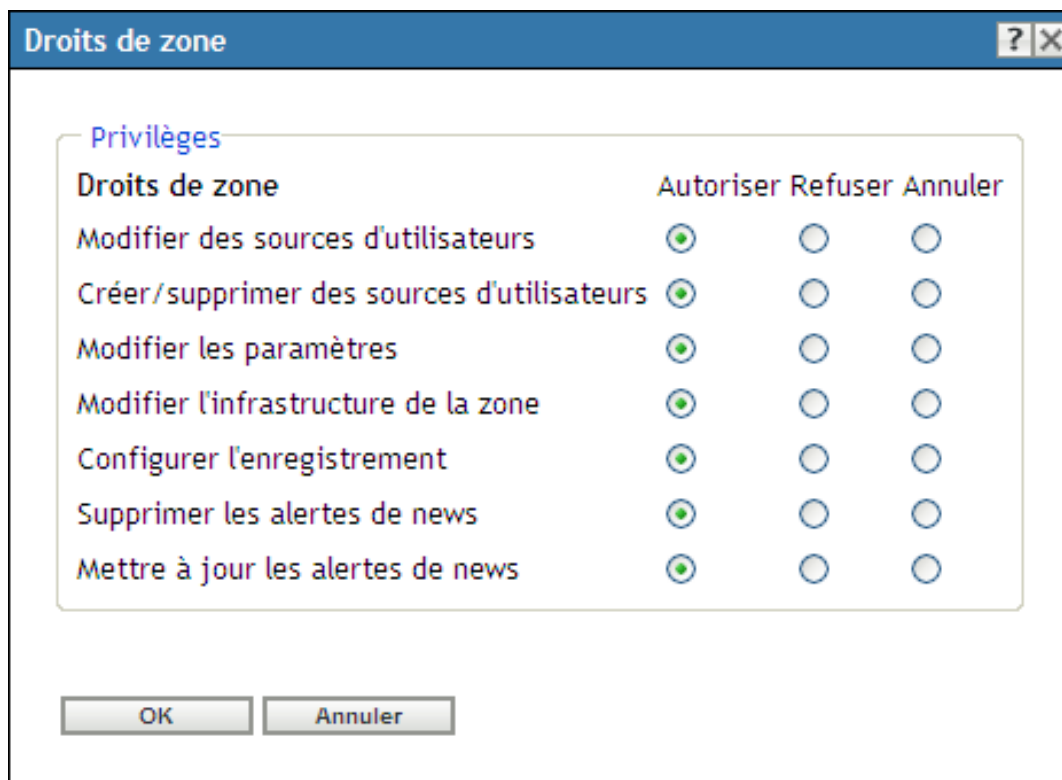 Droits de zone
Privilèges
Droits de zone Autoriser Refuser Annuler
Modifier des sources d'utilisateurs
Créer/supprimer des sources d'utilisateurs
Modifier les paramètres
Modifier l'infrastructure de la zone
Configurer l'enregistrement
Supprimer les alertes de news
Mettre à jour les alertes de news
OK Annuler